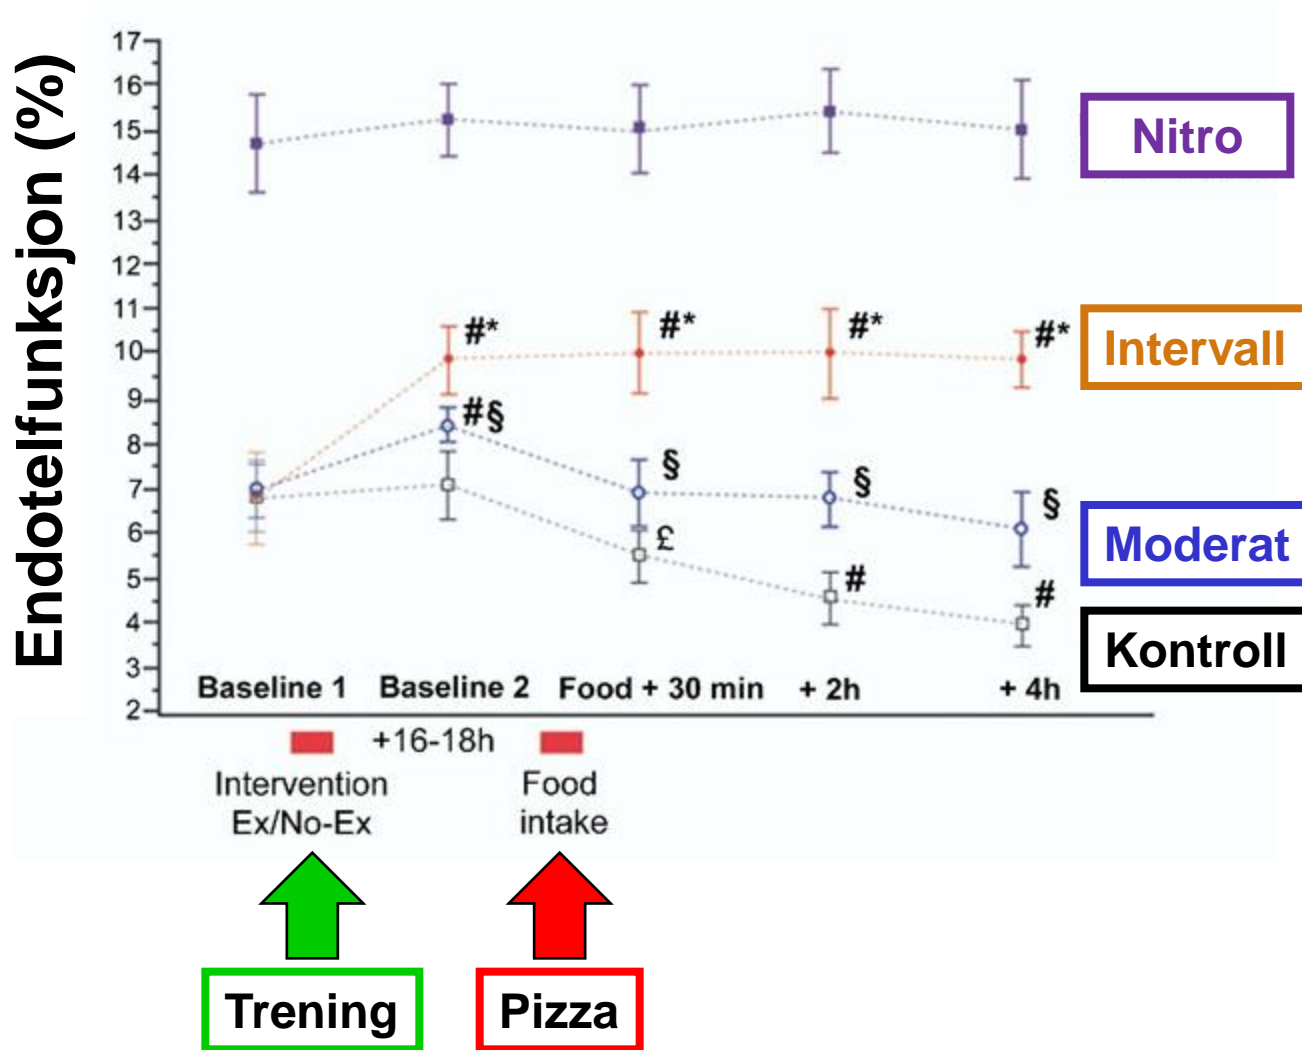 Endotelfunksjon (%)
17
16
15
14
13
12
11
10
9
8
7
6
5
4
3
2
Nitro
Intervall
Moderat
Kontroll
#*
#*
#*
#*
#§
§
§
§
£
#
#
Baseline 1 Baseline 2 Food + 30 min + 2h + 4h
+16-18h
Intervention
Ex/No-Ex
Food
intake
Trening
Pizza